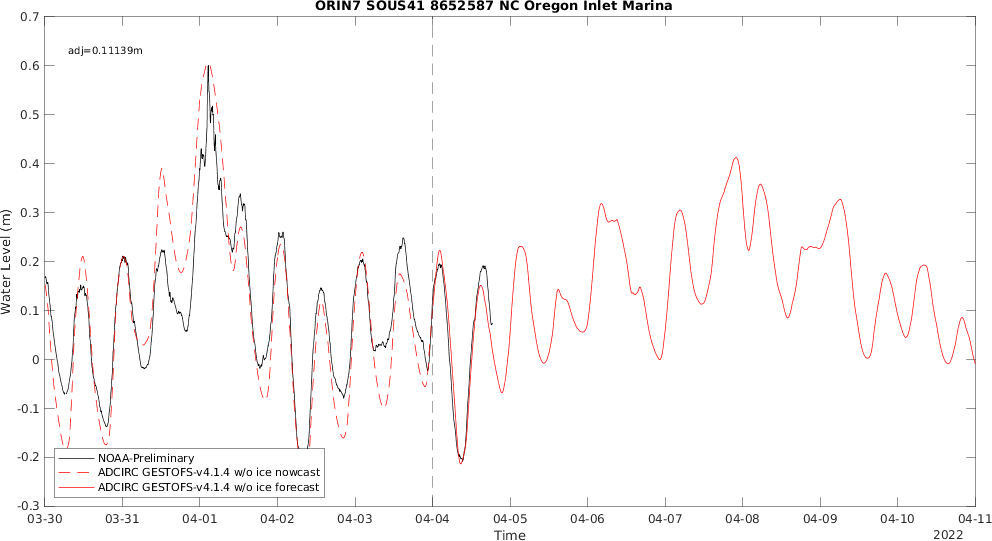 ORIN7 SOUS41 8652587 NC Oregon Inlet Marina
adj=0.11139m
Water Level (m)
0.7
0.6
0.5
0.4
0.3
0.2
0.1
0
-0.1
-0.2
-0.3
NOAA-Preliminary
ADCIRC GESTOFS-v4.1.4 w/o ice nowcast
ADCIRC GESTOFS-v4.1.4 w/o ice forecast
03-30 03-31 04-01 04-02 04-03 04-04 04-05 04-06 04-07 04-08 04-09 04-10 04-11
Time
2022